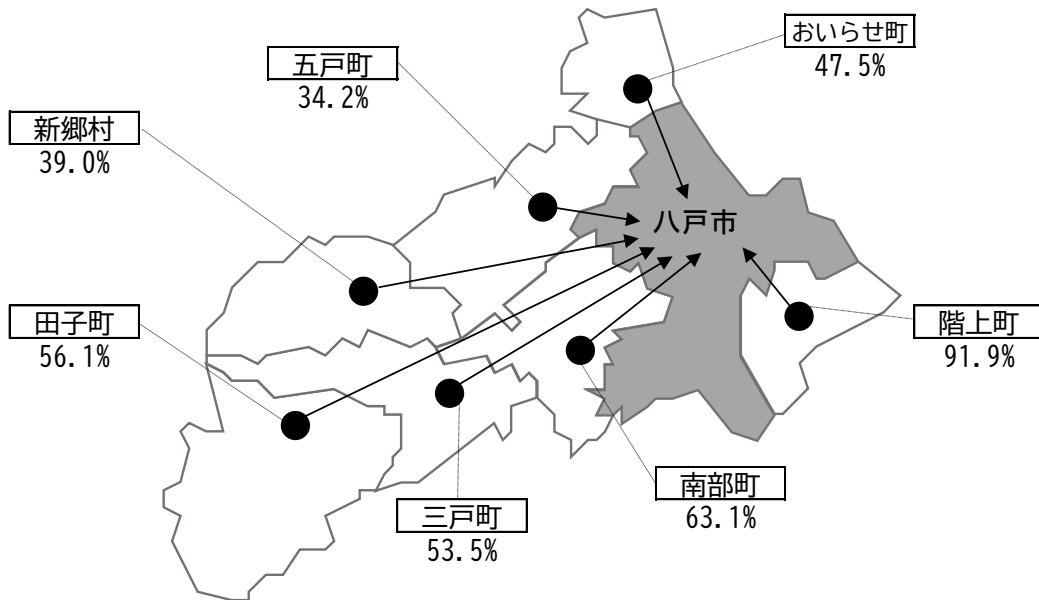 おいらせ町
47.5%
五戸町
34.2%
新郷村
39.0%
八戸市
田子町
56.1%
階上町
91.9%
南部町
63.1%
三戸町
53.5%